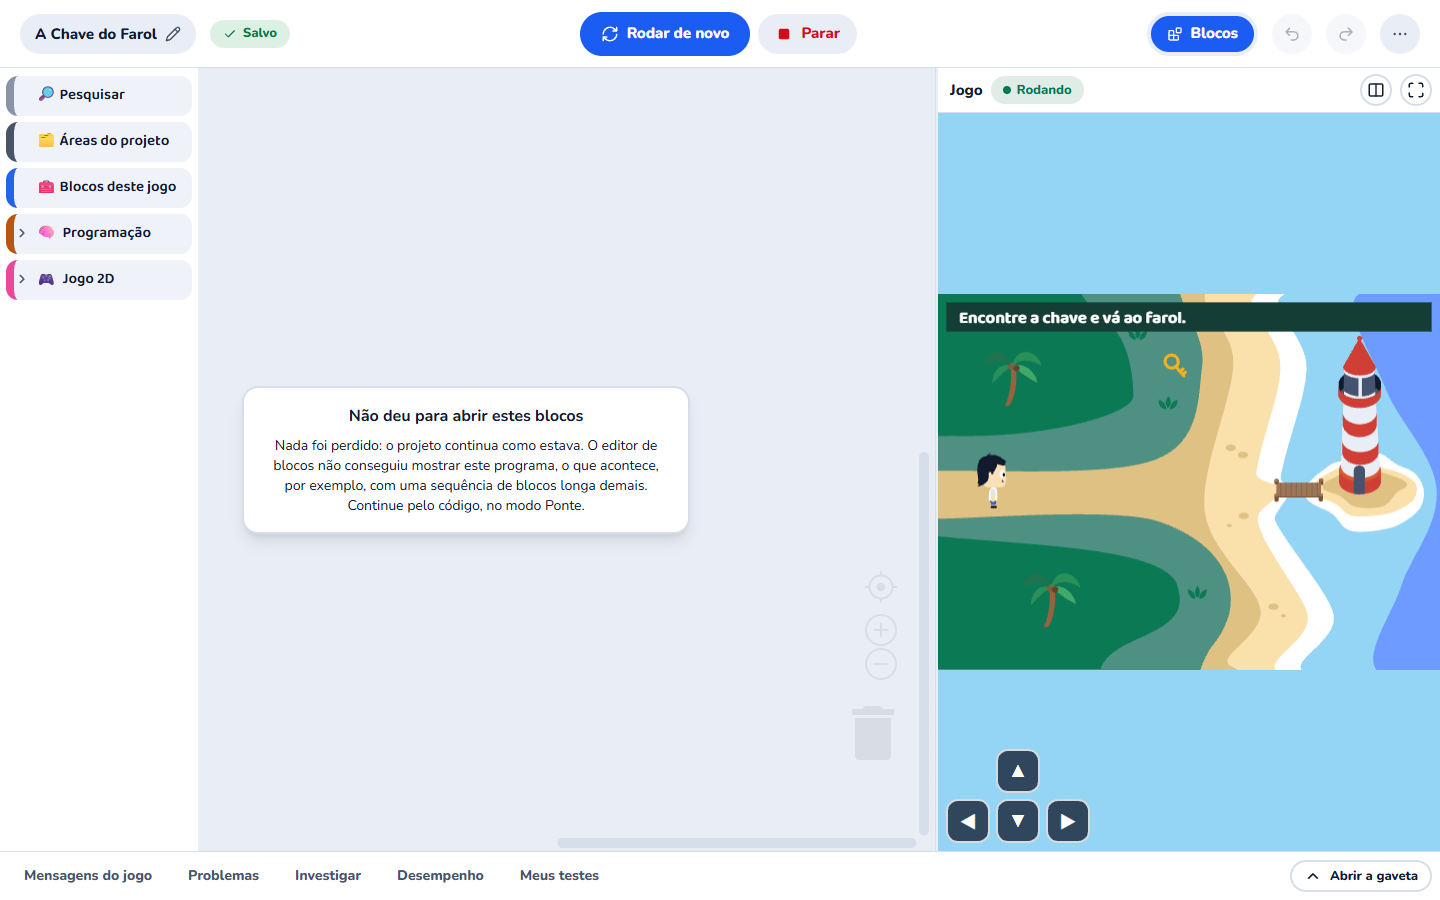 A Chave do Farol
Salvo
Rodar de novo
Parar
Blocos
Pesquisar
Áreas do projeto
Blocos deste jogo
Programação
Jogo 2D
Não deu para abrir estes blocos
Nada foi perdido: o projeto continua como estava. O editor de
blocos não conseguiu mostrar este programa, o que acontece,
por exemplo, com uma sequência de blocos longa demais.
Continue pelo código, no modo Ponte.
Jogo
Rodando
Encontre a chave e vá ao farol.
Mensagens do jogo
Problemas
Investigar
Desempenho
Meus testes
Abrir a gaveta